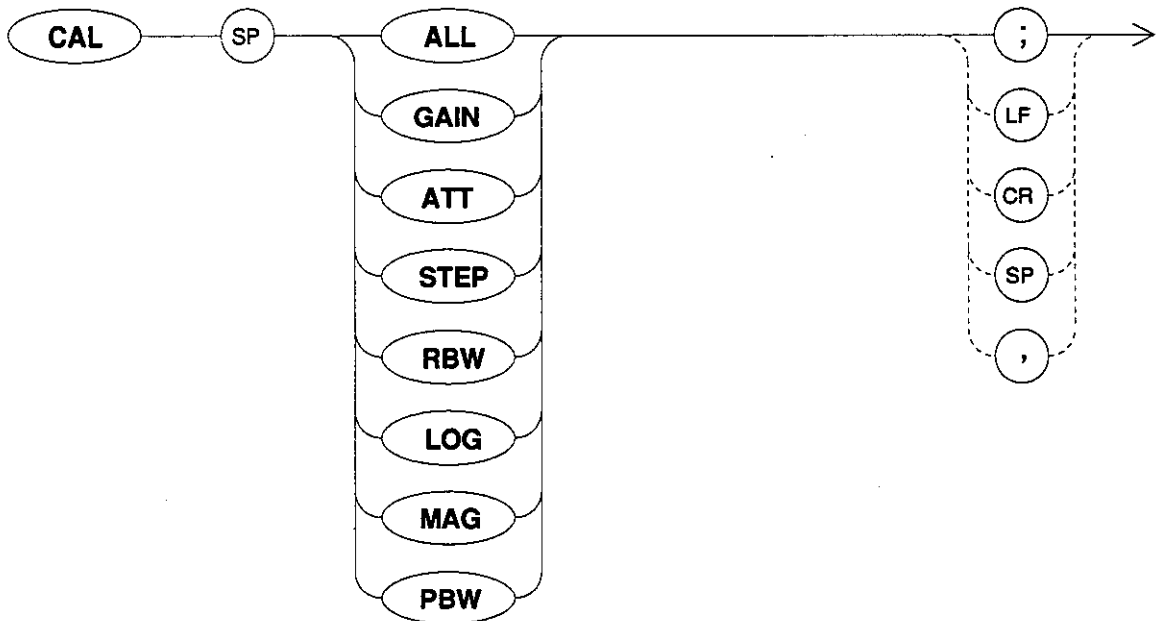 CAL SP ALL ;
GAIN LF
ATT CR
STEP SP
RBW ,
LOG
MAG
PBW